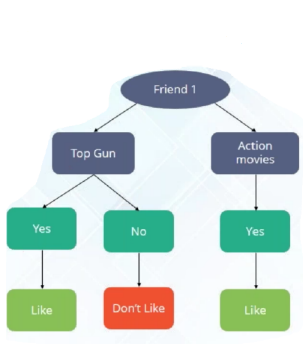 Friend 1
Top Gun
Action
movies
Yes
No
Yes
Like
Don't Like
Like